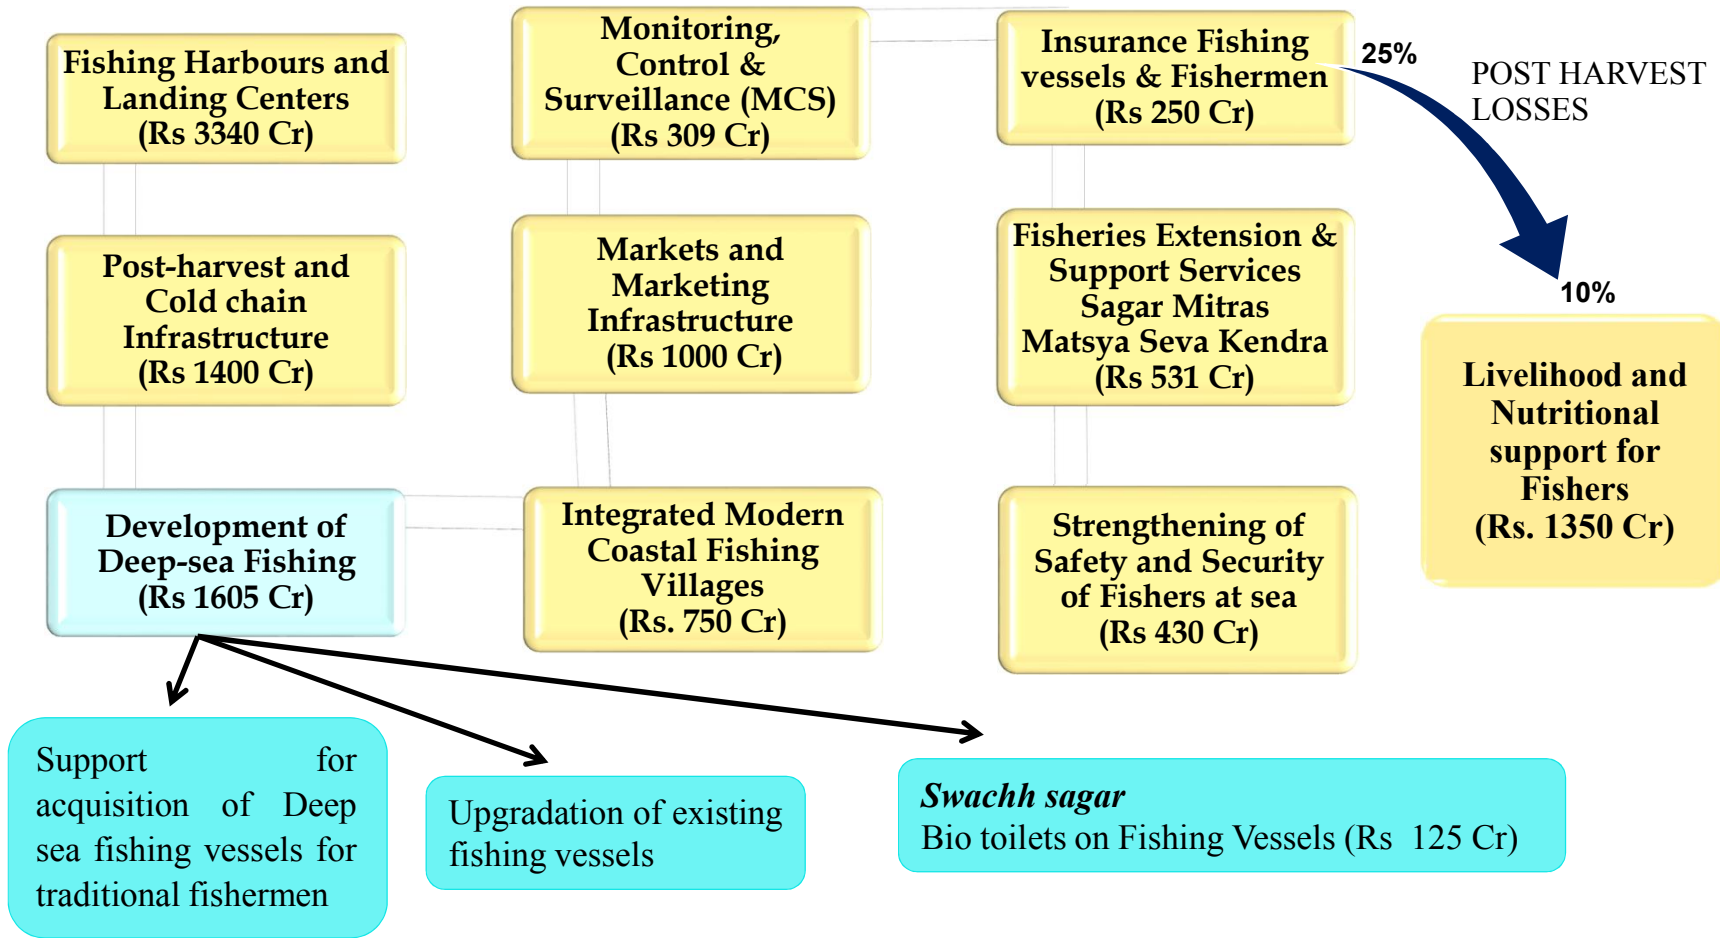 Fishing Harbours and
Landing Centers
(Rs 3340 Cr)
Post-harvest and
Cold chain
Infrastructure
(Rs 1400 Cr)
Development of
Deep-sea Fishing
(Rs 1605 Cr)
Integrated Modern
Coastal Fishing
Villages
(Rs. 750 Cr)
Markets and
Marketing
Infrastructure
(Rs 1000 Cr)
Monitoring,
Control &
Surveillance (MCS)
(Rs 309 Cr)
Insurance Fishing
vessels & Fishermen
(Rs 250 Cr)
Fisheries Extension &
Support Services
Sagar Mitras
Matsya Seva Kendra
(Rs 531 Cr)
Strengthening of
Safety and Security
of Fishers at sea
(Rs 430 Cr)
25%
POST HARVEST
LOSSES
10%
Livelihood and
Nutritional
support for
Fishers
(Rs. 1350 Cr)
Support for
acquisition of Deep
sea fishing vessels for
traditional fishermen
Upgradation of existing
fishing vessels
Swachh sagar
Bio toilets on Fishing Vessels (Rs 125 Cr)